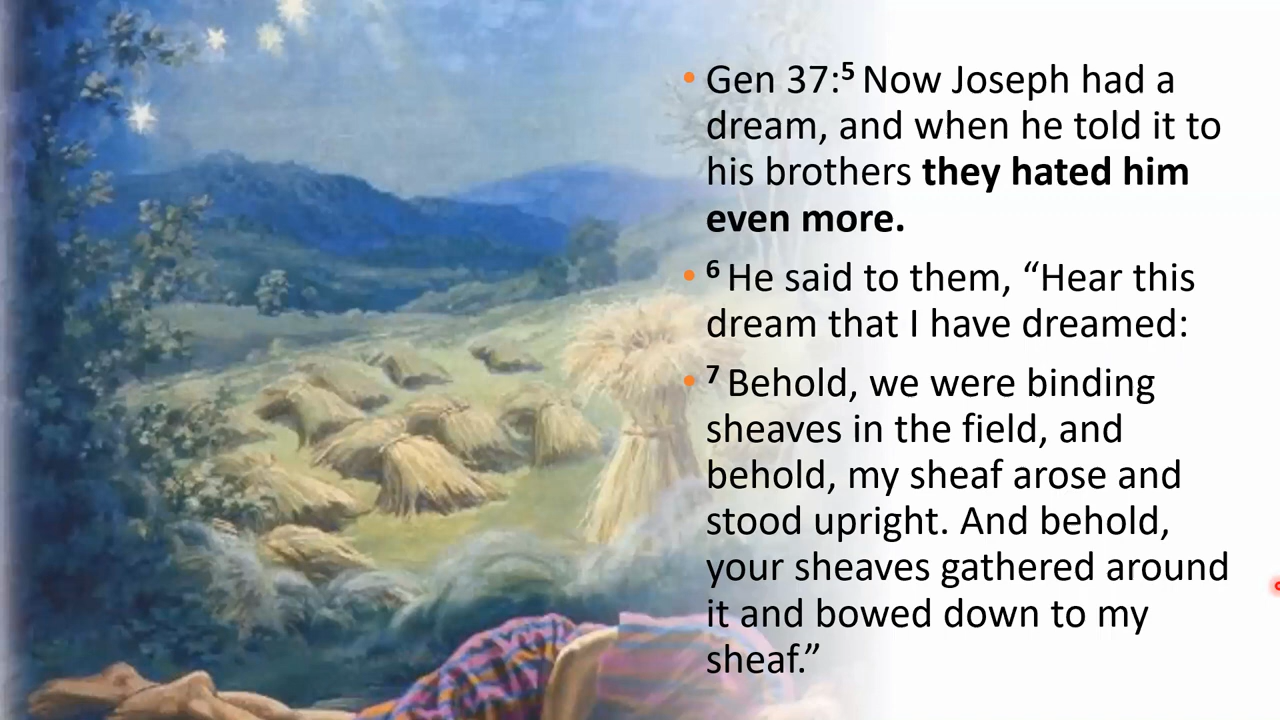 • Gen 37:⁵ Now Joseph had a
dream, and when he told it to
his brothers they hated him
even more.
• ⁶ He said to them, “Hear this
dream that I have dreamed:
• ⁷ Behold, we were binding
sheaves in the field, and
behold, my sheaf arose and
stood upright. And behold,
your sheaves gathered around
it and bowed down to my
sheaf.”